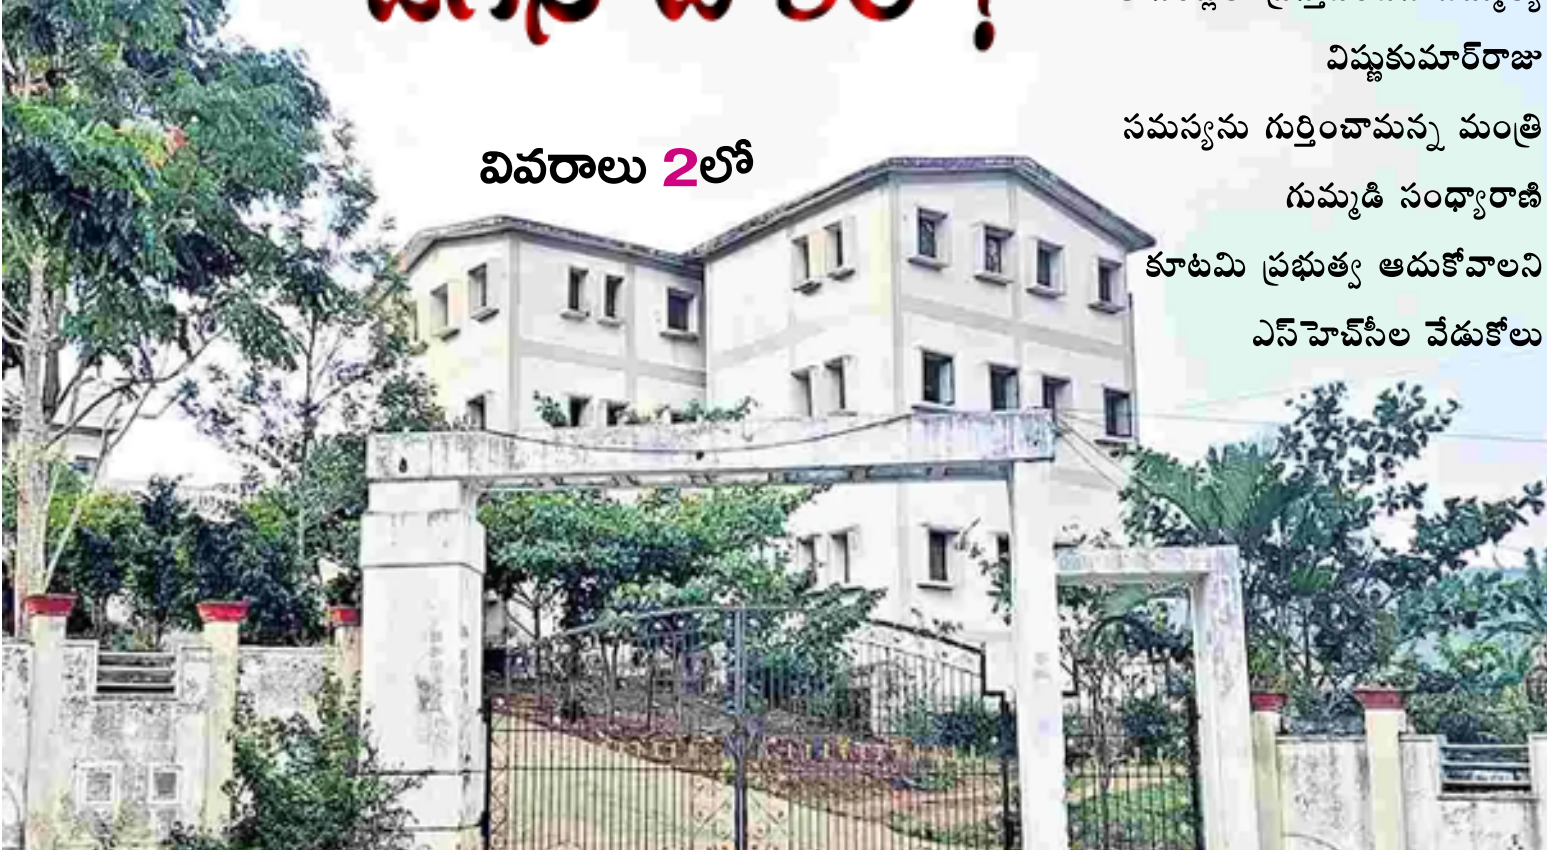 వివరాలు 2లో
విష్ణుకుమార్‌రాజు
సమస్యను గుర్తించామన్న మంత్రి
గుమ్మడి సంధ్యారాణి
కూటమి ప్రభుత్వ ఆదుకోవాలని
ఎస్‌హెచ్‌సీల వేడుకోలు